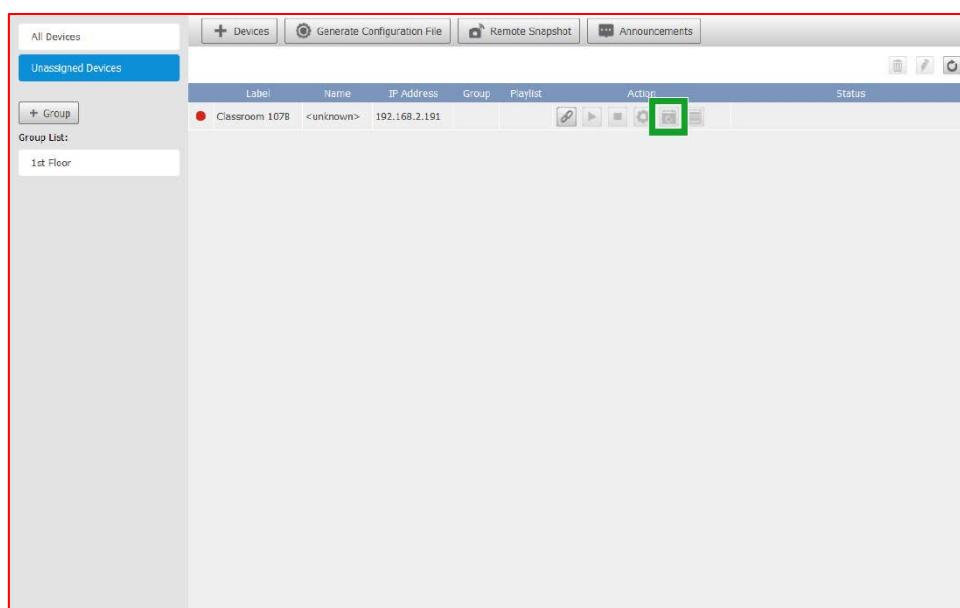 All Devices
Unassigned Devices
+ Group
Group List:
1st Floor
+ Devices
Generate Configuration File
Remote Snapshot
Announcements
Label Name IP Address Group Playlist Action Status
Classroom 107B <unknown> 192.168.2.191